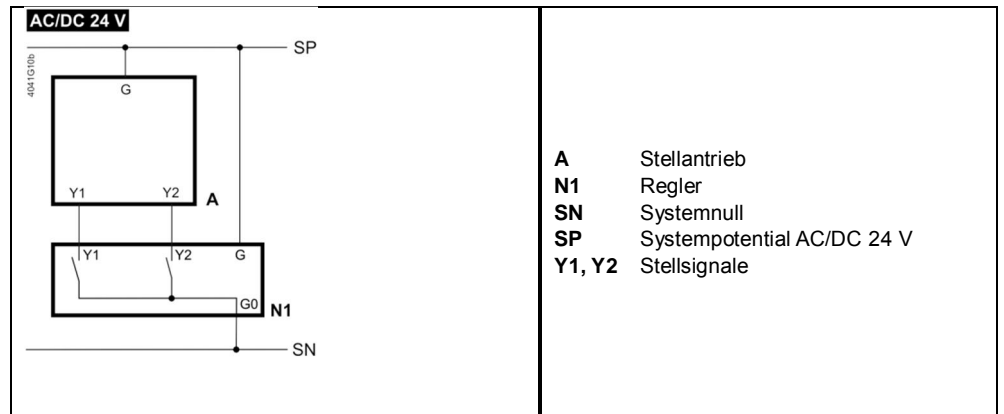 AC/DC 24 V
SP
4041G10b
G
Y1 Y2 A
Y1 Y2 G
G0 N1
SN
A Stellantrieb
N1 Regler
SN Systemnull
SP Systempotential AC/DC 24 V
Y1, Y2 Stellsignale